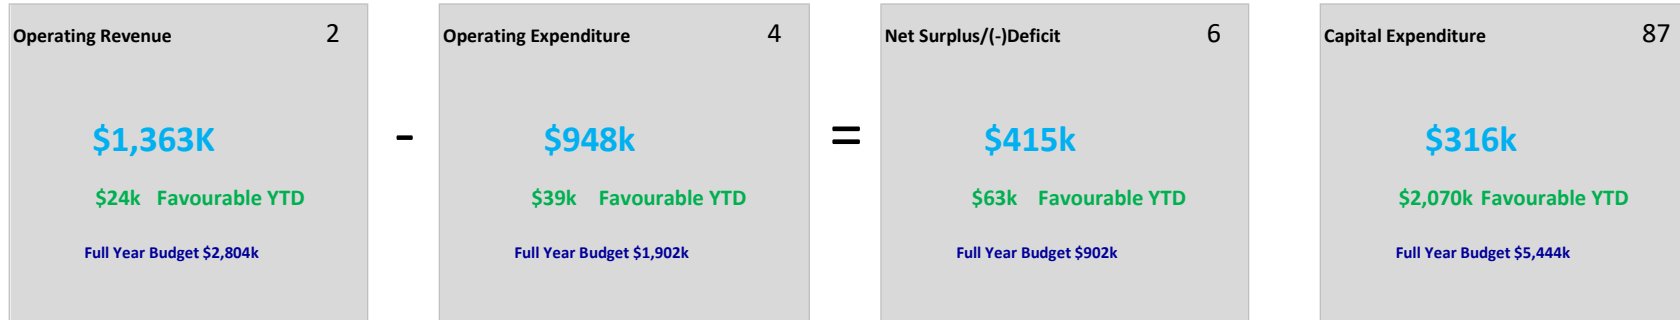 Operating Revenue 2
$1,363K
$24k Favourable YTD
Full Year Budget $2,804k
-
Operating Expenditure 4
$948k
$39k Favourable YTD
Full Year Budget $1,902k
=
Net Surplus/(-)Deficit 6
$415k
$63k Favourable YTD
Full Year Budget $902k
Capital Expenditure 87
$316k
$2,070k Favourable YTD
Full Year Budget $5,444k